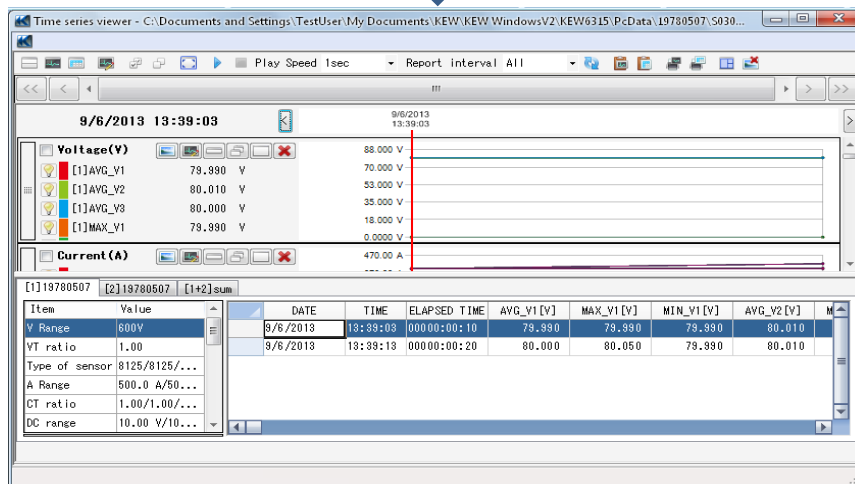 Time series viewer - C:\Documents and Settings\TestUser\My Documents\KEW\KEW WindowsV2\KEW6315\PcData\19780507\S030...
Play Speed 1sec Report interval All
<< < > >>
9/6/2013 13:39:03
9/6/2013
13:39:03
Voltage(V)
[1]AVG_V1 79.990 V
[1]AVG_V2 80.010 V
[1]AVG_V3 80.000 V
[1]MAX_V1 79.990 V
88.000 V
70.000 V
53.000 V
35.000 V
18.000 V
0.0000 V
Current(A)
470.00 A
[1]19780507 [2]19780507 [1+2]sum
Item Value
V Range 600V
VT ratio 1.00
Type of sensor 8125/8125/...
A Range 500.0 A/50...
CT ratio 1.00/1.00/...
DC range 10.00 V/10...
DATE TIME ELAPSED TIME AVG_V1[V] MAX_V1[V] MIN_V1[V] AVG_V2[V]
9/6/2013 13:39:03 00000:00:10 79.990 79.990 79.990 80.010
9/6/2013 13:39:13 00000:00:20 80.000 80.050 79.990 80.010